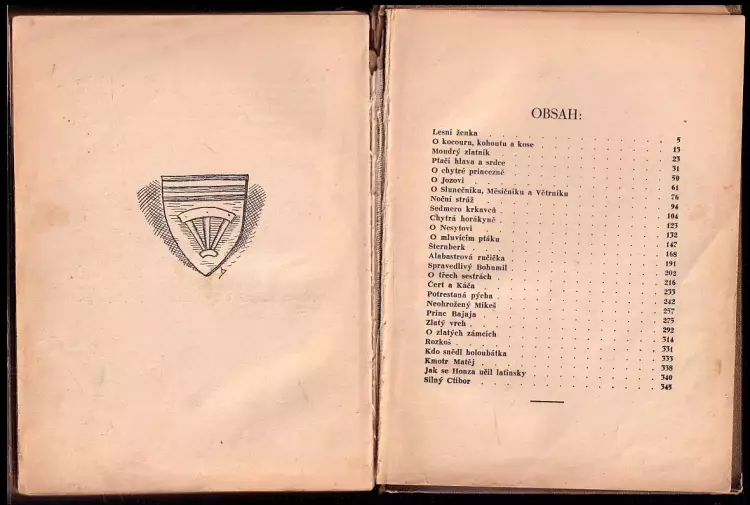 OBSAH:
Lesní ženka 5
O kocouru, kohoutu a kose 13
Moudrý zlatník 23
Ptačí hlava a srdce 31
O chytré princezně 50
O Jozovi 61
O Slunečníku, Měsíčníku a Větrníku 76
Noční stráž 94
Sedmero krkavců 104
Chytrá horákyně 123
O Nesytovi 132
O mluvícím ptáku 147
Šternberk 168
Alabastrová ručička 191
Spravedlivý Bohumil 202
O třech sestrách 216
Čert a Káča 233
Potrestaná pýcha 242
Neohrožený Mikeš 257
Princ Bajaja 275
Zlatý vrch 292
O zlatých zámcích 314
Rozkoš 331
Kdo snědl holoubátka 333
Kmotr Matěj 338
Jak se Honza učil latinsky 340
Silný Ctibor 345